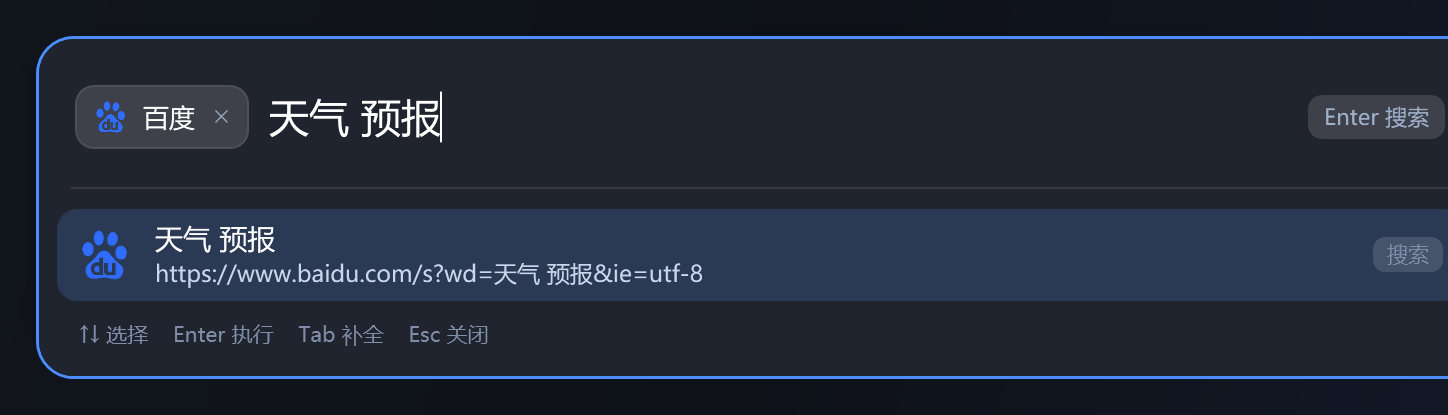 百度 × 天气 预报 Enter 搜索
天气 预报 搜索
https://www.baidu.com/s?wd=天气 预报&ie=utf-8
↑↓ 选择 Enter 执行 Tab 补全 Esc 关闭